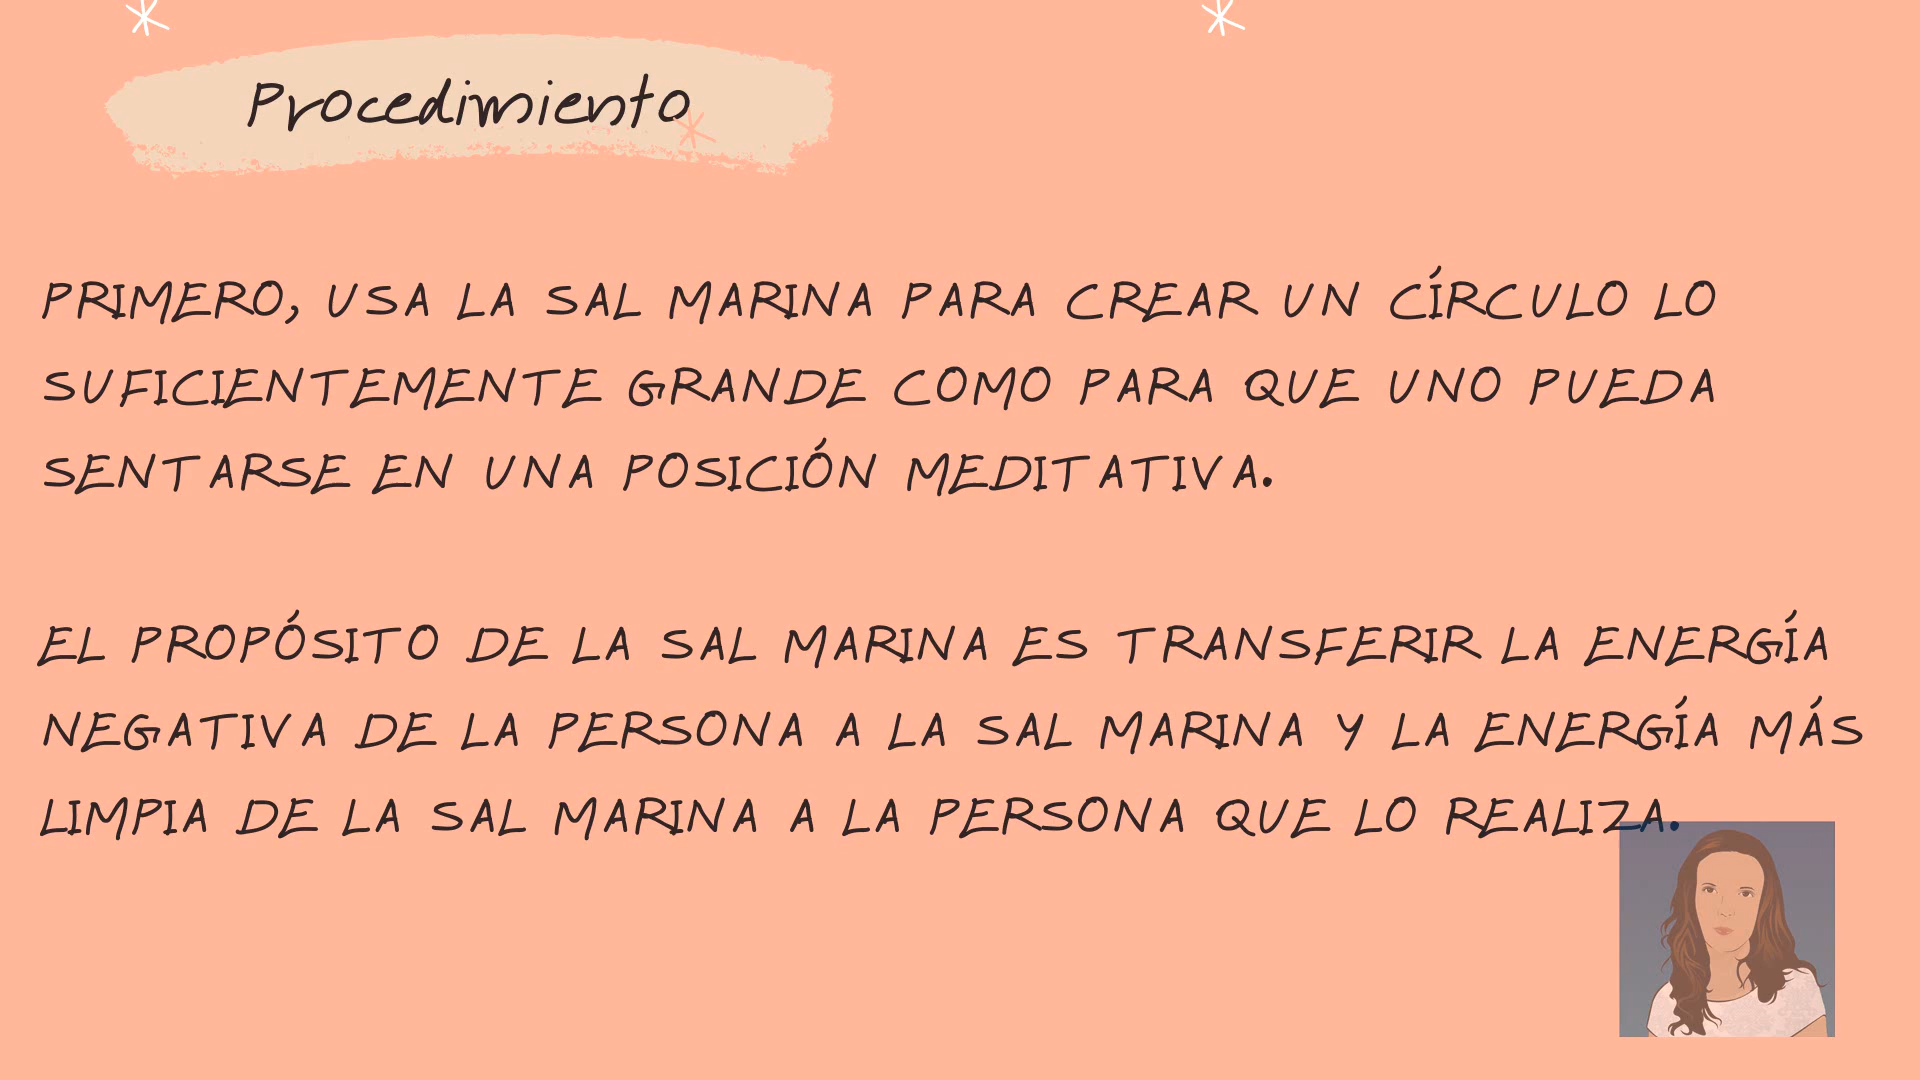 Procedimiento
PRIMERO, USA LA SAL MARINA PARA CREAR UN CÍRCULO LO
SUFICIENTEMENTE GRANDE COMO PARA QUE UNO PUEDA
SENTARSE EN UNA POSICIÓN MEDITATIVA.
EL PROPÓSITO DE LA SAL MARINA ES TRANSFERIR LA ENERGÍA
NEGATIVA DE LA PERSONA A LA SAL MARINA Y LA ENERGÍA MÁS
LIMPIA DE LA SAL MARINA A LA PERSONA QUE LO REALIZA.